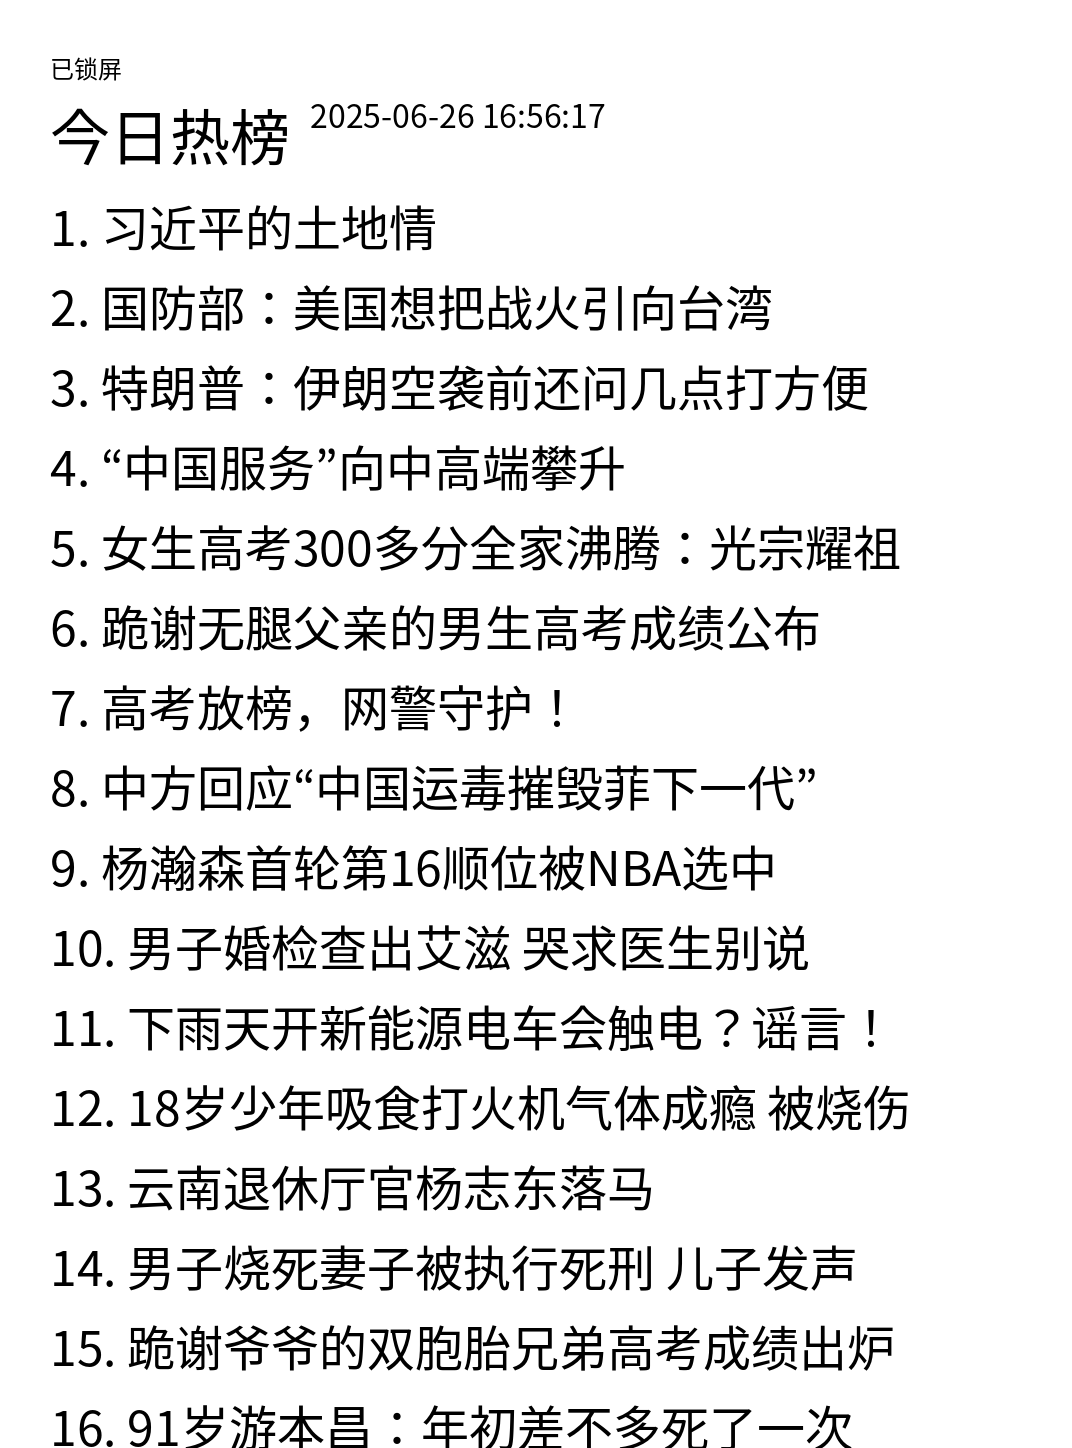 已锁屏
今日热榜 2025-06-26 16:56:17
1. 习近平的土地情
2. 国防部：美国想把战火引向台湾
3. 特朗普：伊朗空袭前还问几点打方便
4. “中国服务”向中高端攀升
5. 女生高考300多分全家沸腾：光宗耀祖
6. 跪谢无腿父亲的男生高考成绩公布
7. 高考放榜，网警守护！
8. 中方回应“中国运毒摧毁菲下一代”
9. 杨瀚森首轮第16顺位被NBA选中
10. 男子婚检查出艾滋 哭求医生别说
11. 下雨天开新能源电车会触电？谣言！
12. 18岁少年吸食打火机气体成瘾 被烧伤
13. 云南退休厅官杨志东落马
14. 男子烧死妻子被执行死刑 儿子发声
15. 跪谢爷爷的双胞胎兄弟高考成绩出炉
16. 91岁游本昌：年初差不多死了一次